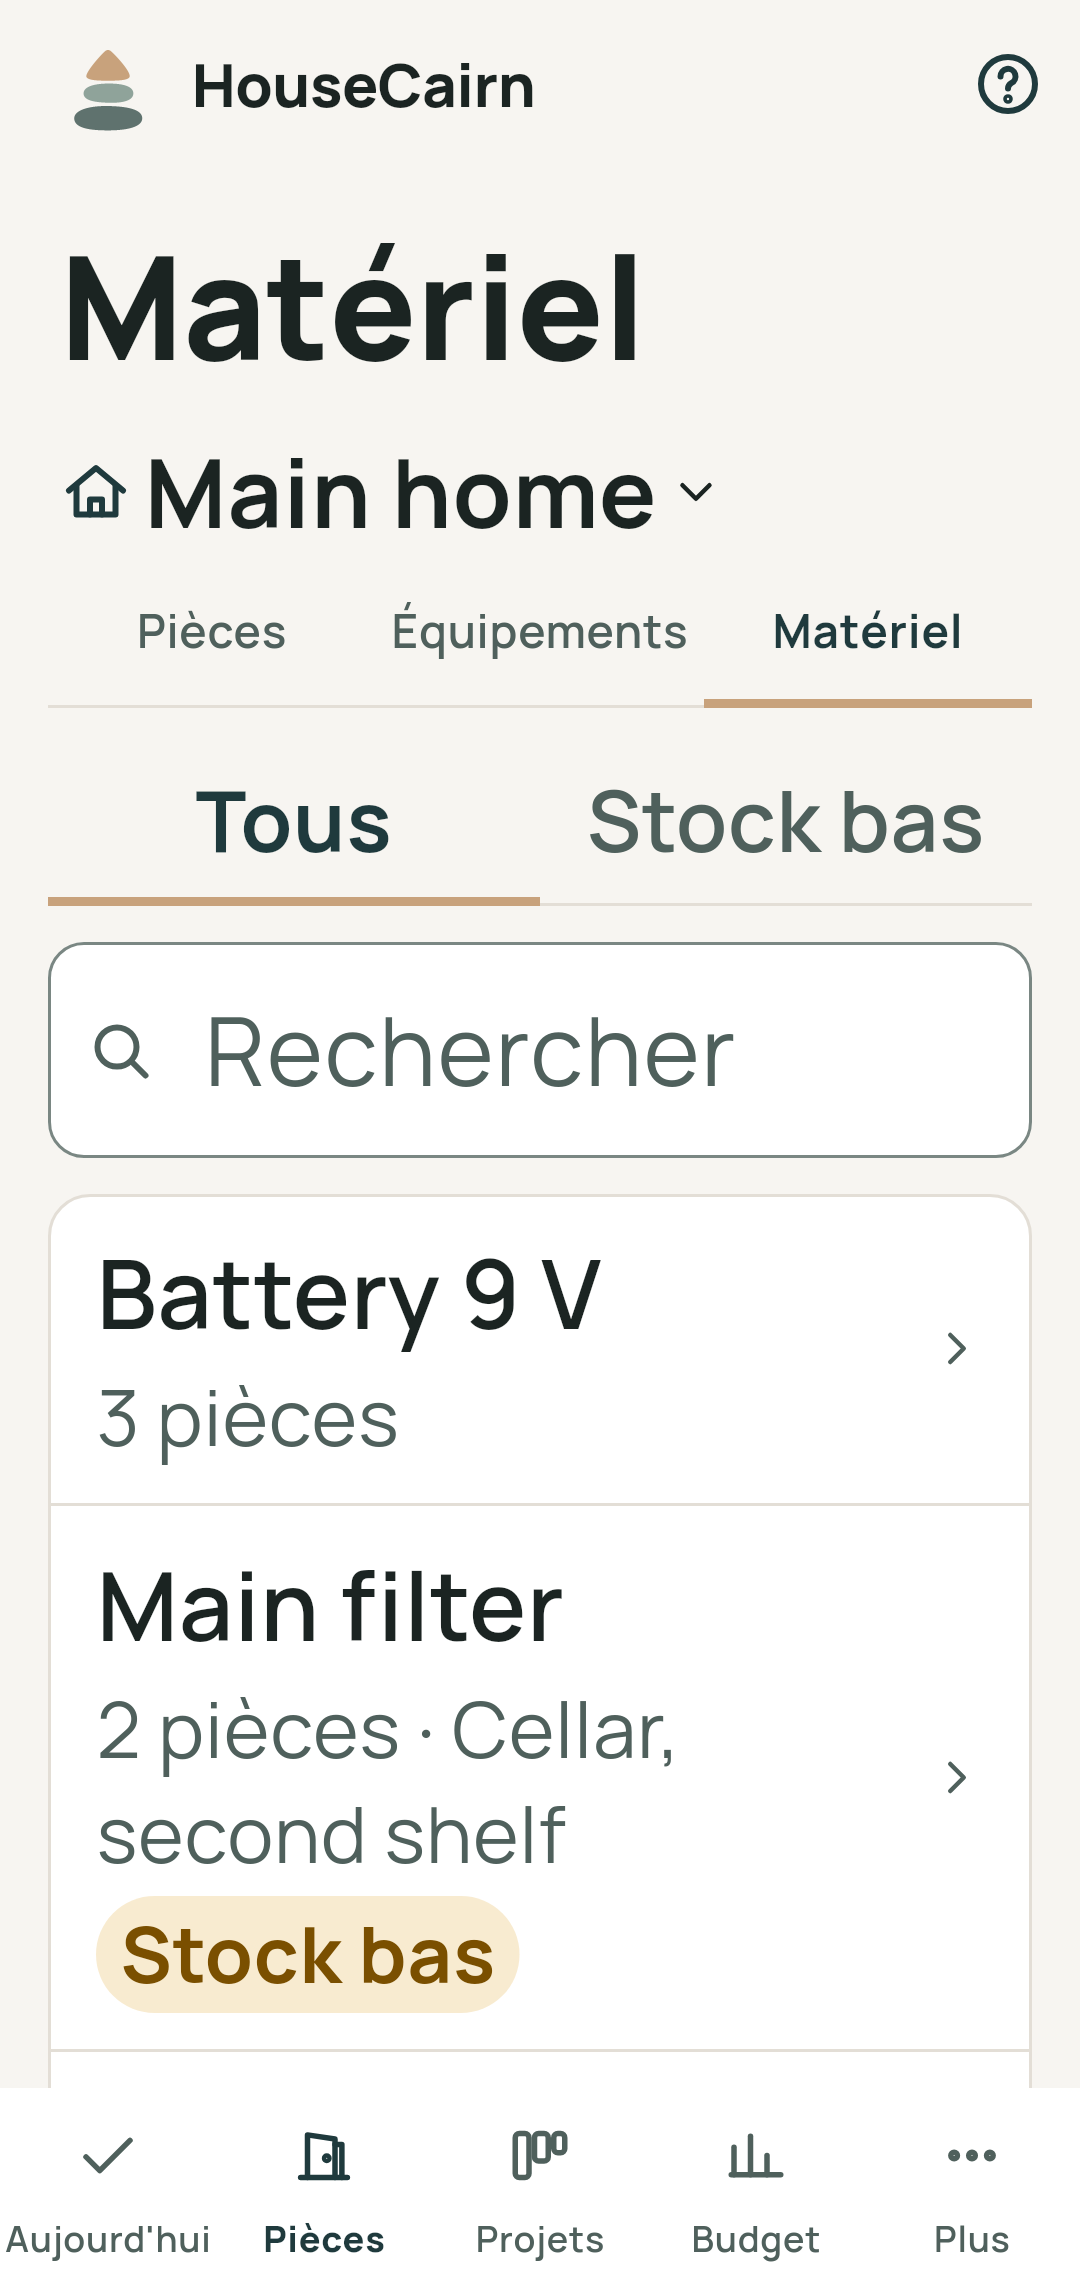 HouseCairn
Matériel
Main home
Pièces Équipements Matériel
Tous Stock bas
Rechercher
Battery 9 V
3 pièces
Main filter
2 pièces · Cellar,
second shelf
Stock bas
Aujourd'hui Pièces Projets Budget Plus